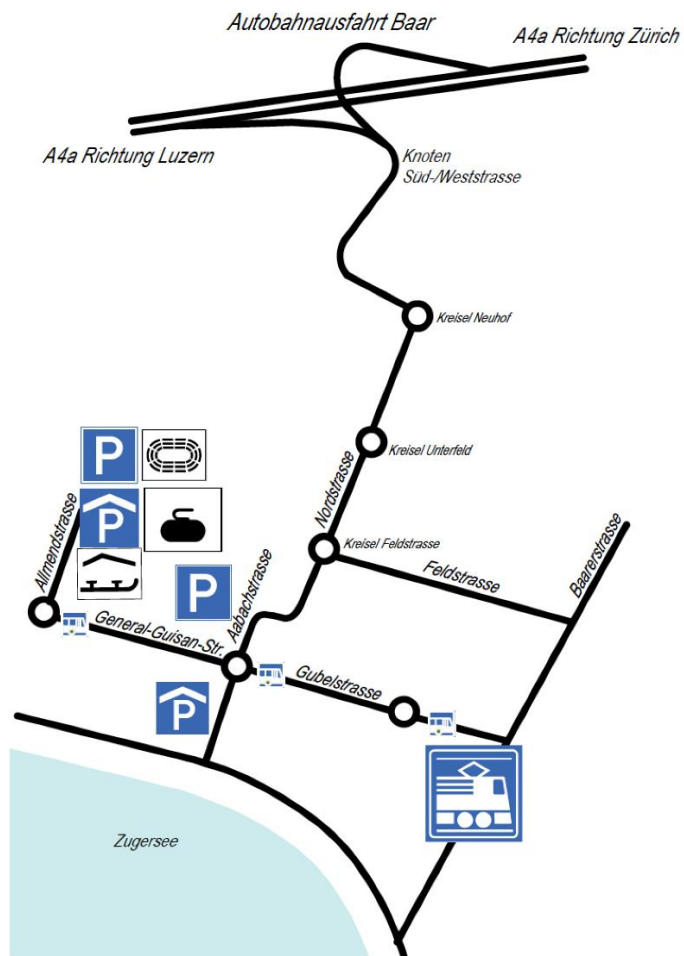 Autobahnausfahrt Baar
A4a Richtung Zürich
A4a Richtung Luzern
Knoten
Süd-/Weststrasse
Kreisel Neuhof
Kreisel Unterfeld
Nordstrasse
Kreisel Feldstrasse
Feldstrasse
Baarerstrasse
P
P
Allmendstrasse
P
Aabachstrasse
General-Guisan-Str.
Gubelstrasse
P
Zugersee